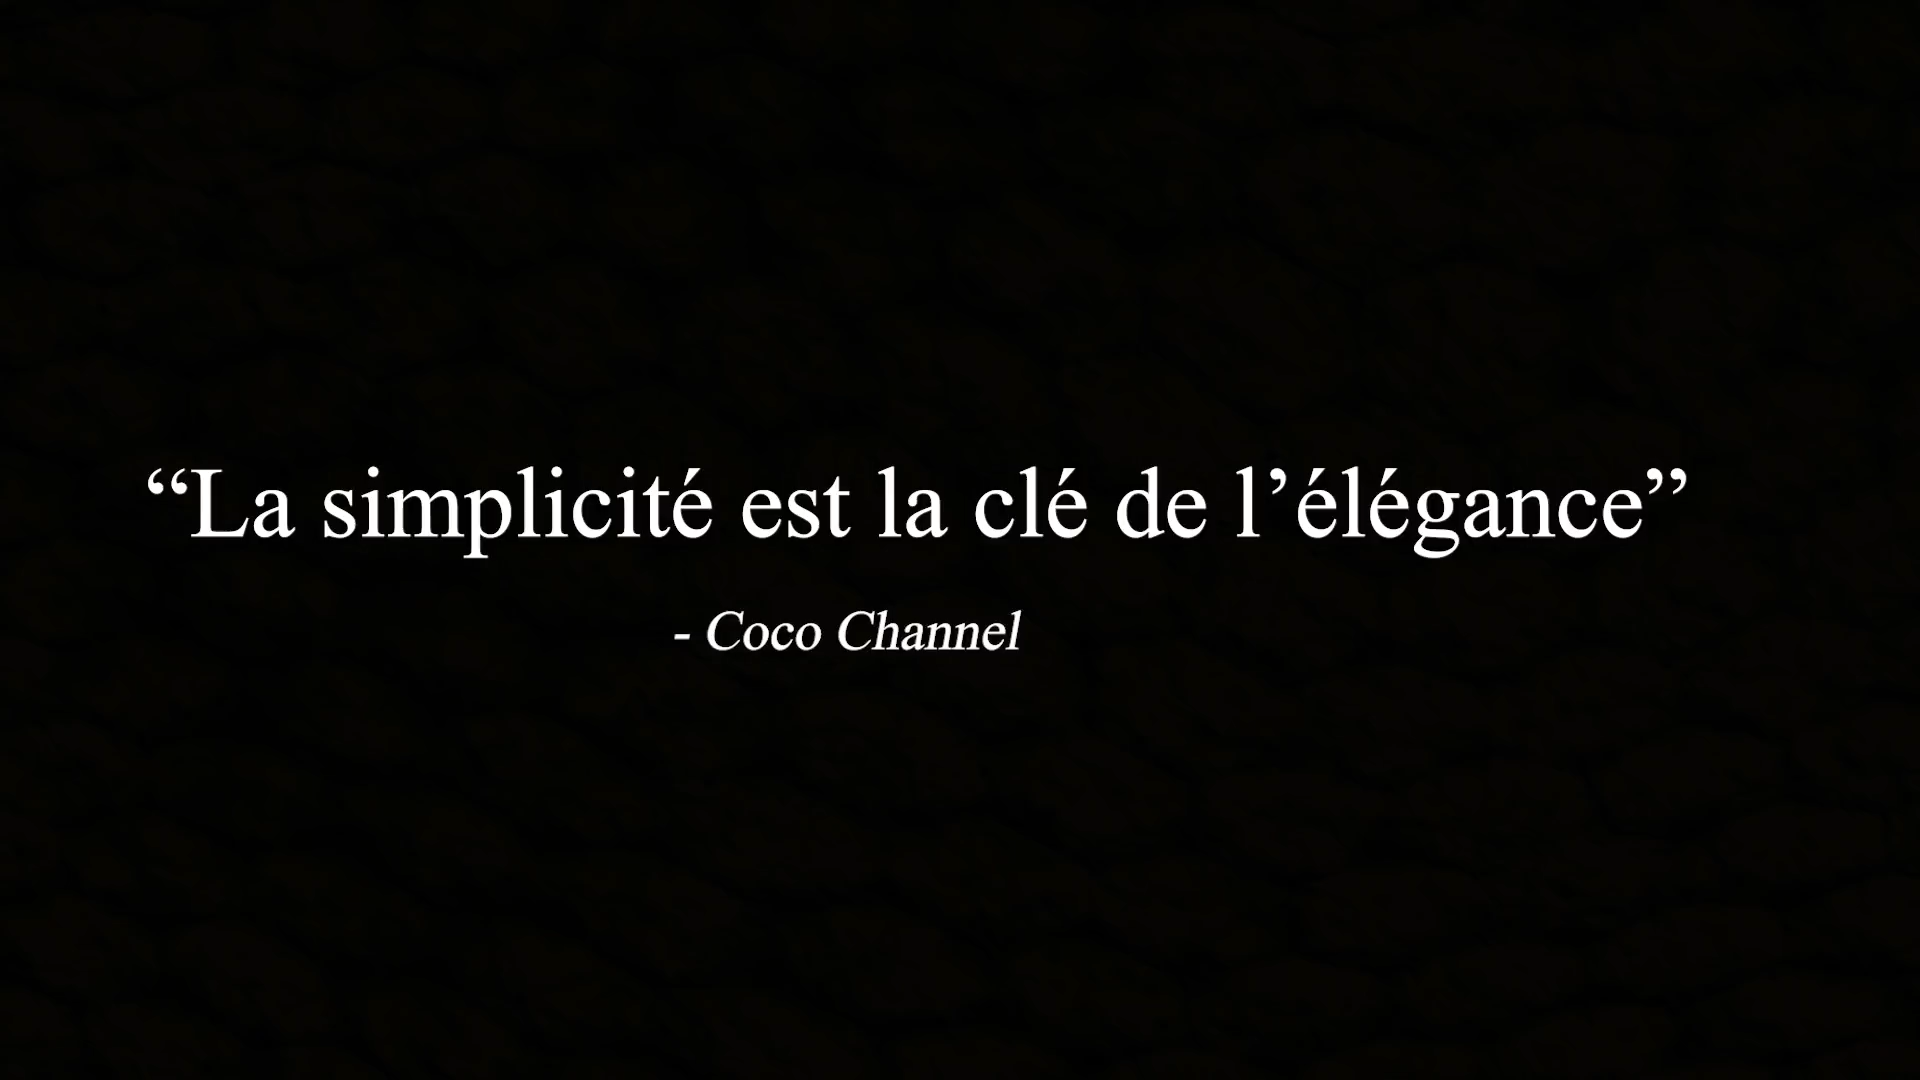 “La simplicité est la clé de l’élégance”
- Coco Channel